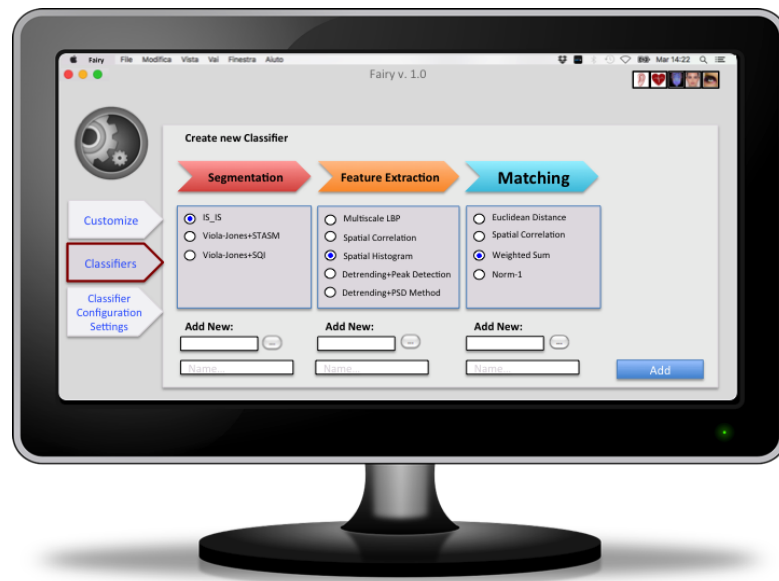 Fairy File Modifica Vista Vai Finestra Aiuto Mar 14:22
Fairy v. 1.0
Create new Classifier
Segmentation Feature Extraction Matching
Customize
Classifiers
Classifier
Configuration
Settings
IS_IS
Viola-Jones+STASM
Viola-Jones+SQI
Multiscale LBP
Spatial Correlation
Spatial Histogram
Detrending+Peak Detection
Detrending+PSD Method
Euclidean Distance
Spatial Correlation
Weighted Sum
Norm-1
Add New: Add New: Add New:
... ... ...
Name... Name... Name...
Add